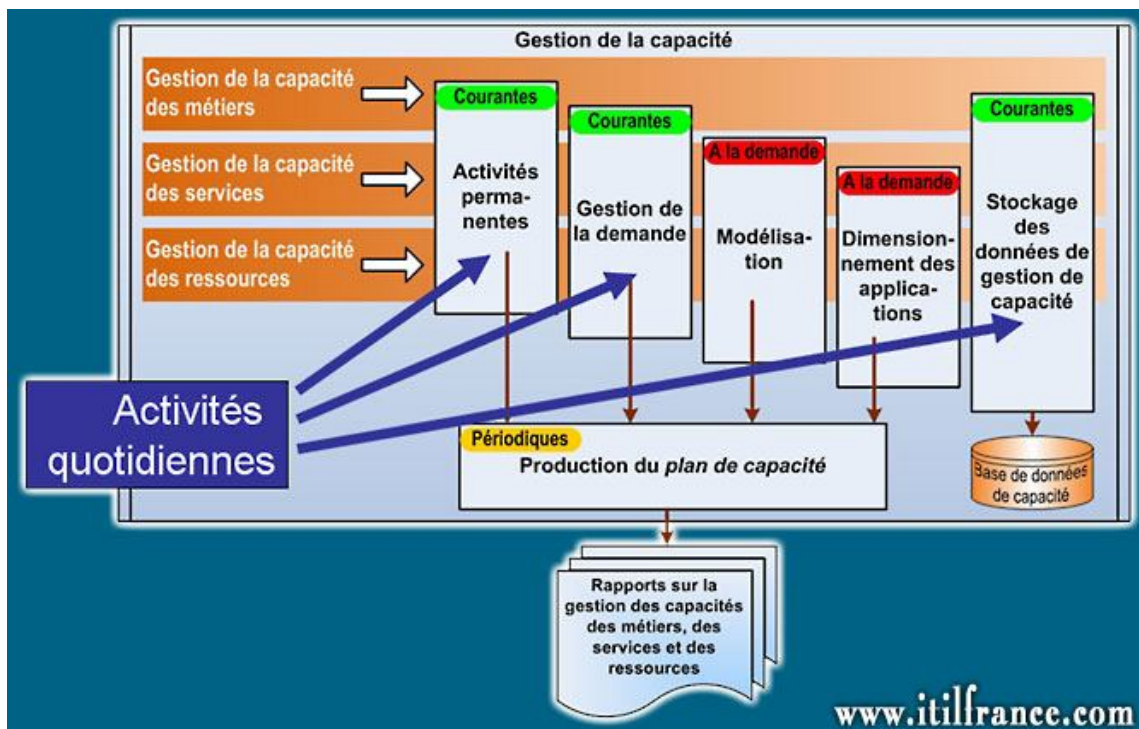 Gestion de la capacité
Gestion de la capacité
des métiers
Gestion de la capacité
des services
Gestion de la capacité
des ressources
Courantes
Activités
perma-
nentes
Courantes
Gestion de
la demande
A la demande
Modélisa-
tion
A la demande
Dimension-
nement des
applica-
tions
Courantes
Stockage
des
données de
gestion de
capacité
Activités
quotidiennes
Périodiques
Production du plan de capacité
Base de données
de capacité
Rapports sur la
gestion des capacités
des métiers, des
services et des
ressources
www.itilfrance.com